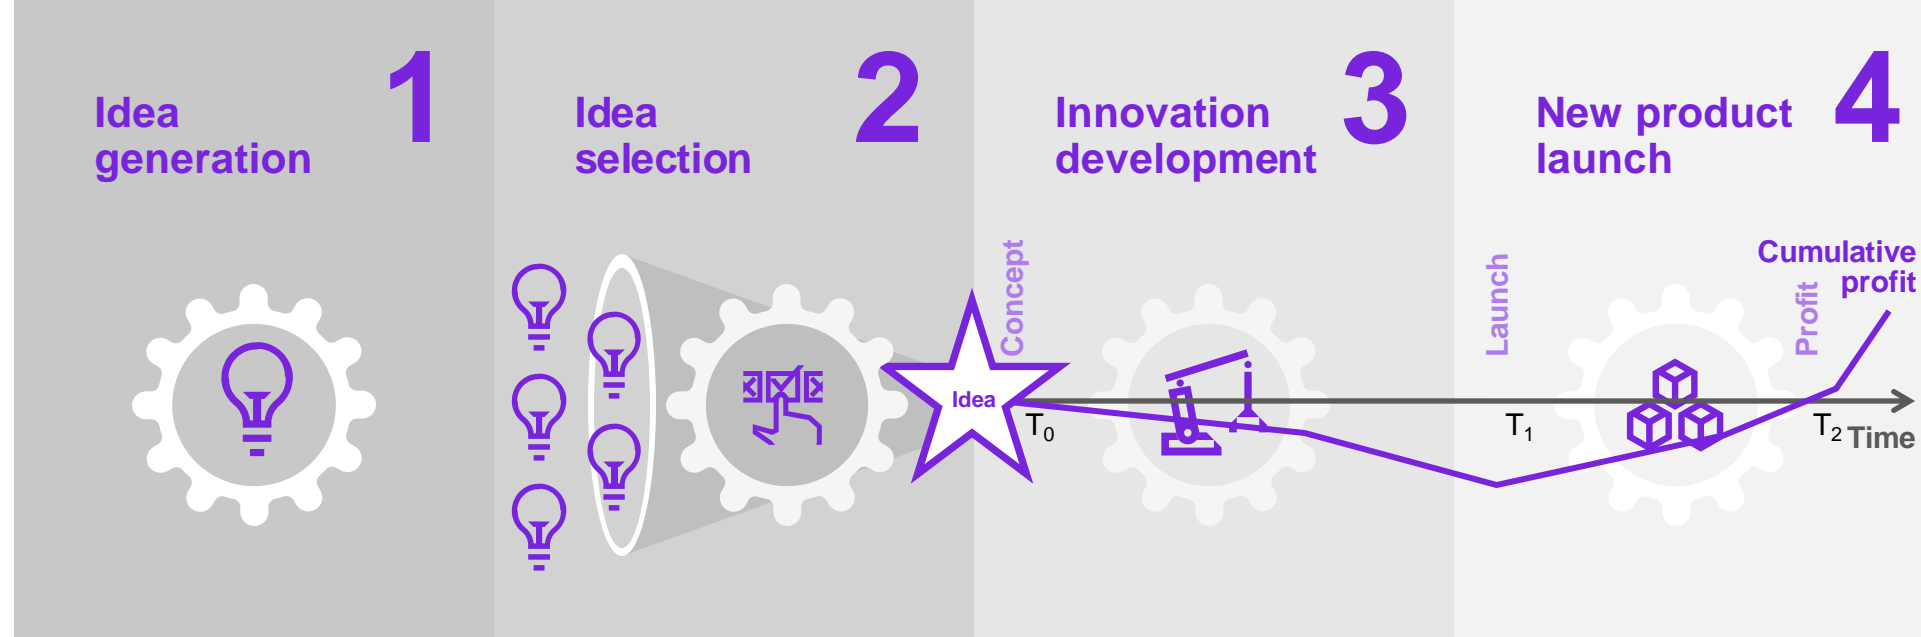 1
Idea
generation
2
Idea
selection
3
Innovation
development
4
New product
launch
Idea
Concept
T0
Launch
T1
Profit
Cumulative
profit
T2
Time